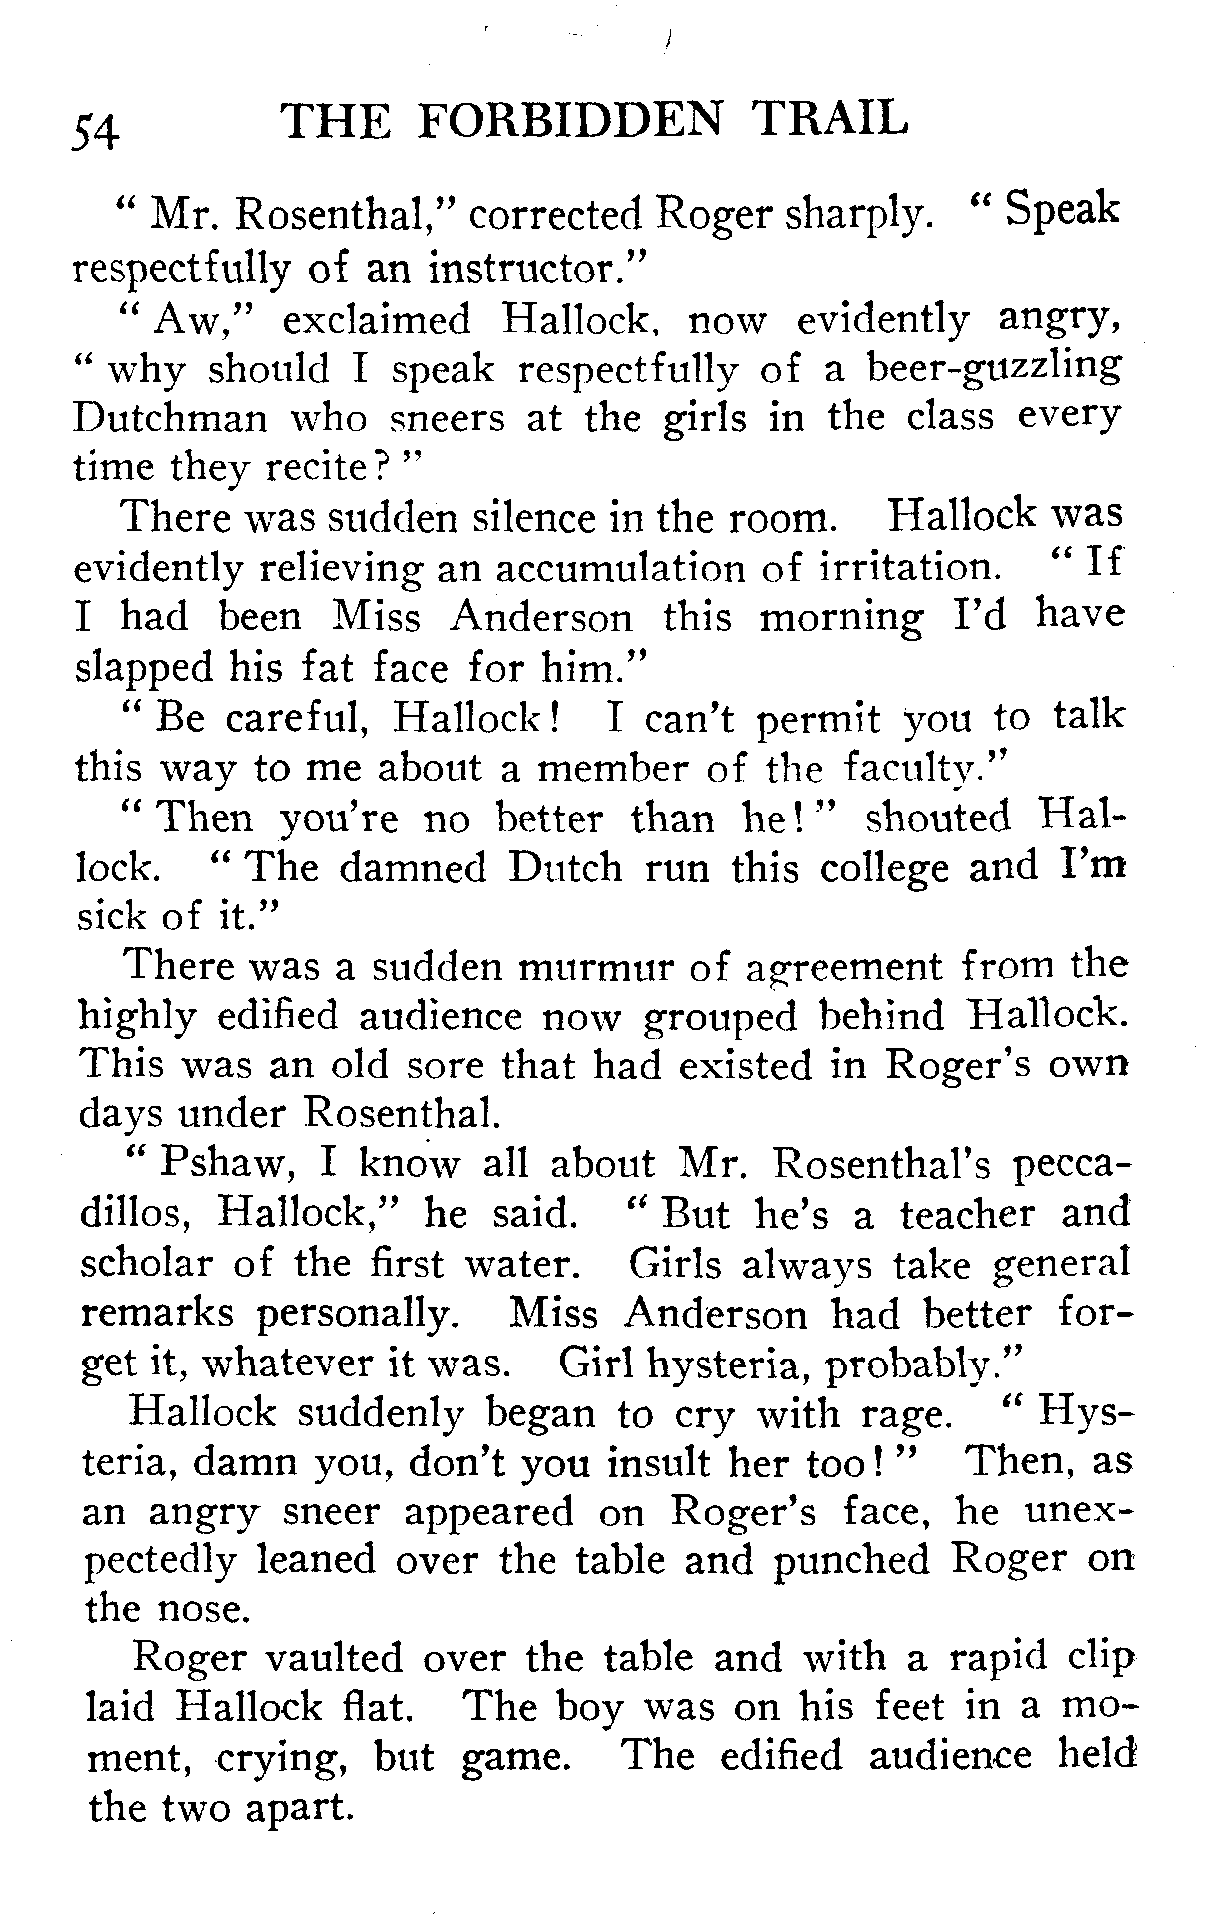 54 THE FORBIDDEN TRAIL
" Mr. Rosenthal," corrected Roger sharply. " Speak
respectfully of an instructor."
" Aw," exclaimed Hallock, now evidently angry,
" why should I speak respectfully of a beer-guzzling
Dutchman who sneers at the girls in the class every
time they recite? "
There was sudden silence in the room. Hallock was
evidently relieving an accumulation of irritation. " If
I had been Miss Anderson this morning I'd have
slapped his fat face for him."
" Be careful, Hallock! I can't permit you to talk
this way to me about a member of the faculty."
" Then you're no better than he! " shouted Hal-
lock. " The damned Dutch run this college and I'm
sick of it."
There was a sudden murmur of agreement from the
highly edified audience now grouped behind Hallock.
This was an old sore that had existed in Roger's own
days under Rosenthal.
" Pshaw, I know all about Mr. Rosenthal's pecca-
dillos, Hallock," he said. " But he's a teacher and
scholar of the first water. Girls always take general
remarks personally. Miss Anderson had better for-
get it, whatever it was. Girl hysteria, probably."
Hallock suddenly began to cry with rage. " Hys-
teria, damn you, don't you insult her too! " Then, as
an angry sneer appeared on Roger's face, he unex-
pectedly leaned over the table and punched Roger on
the nose.
Roger vaulted over the table and with a rapid clip
laid Hallock flat. The boy was on his feet in a mo-
ment, crying, but game. The edified audience held
the two apart.